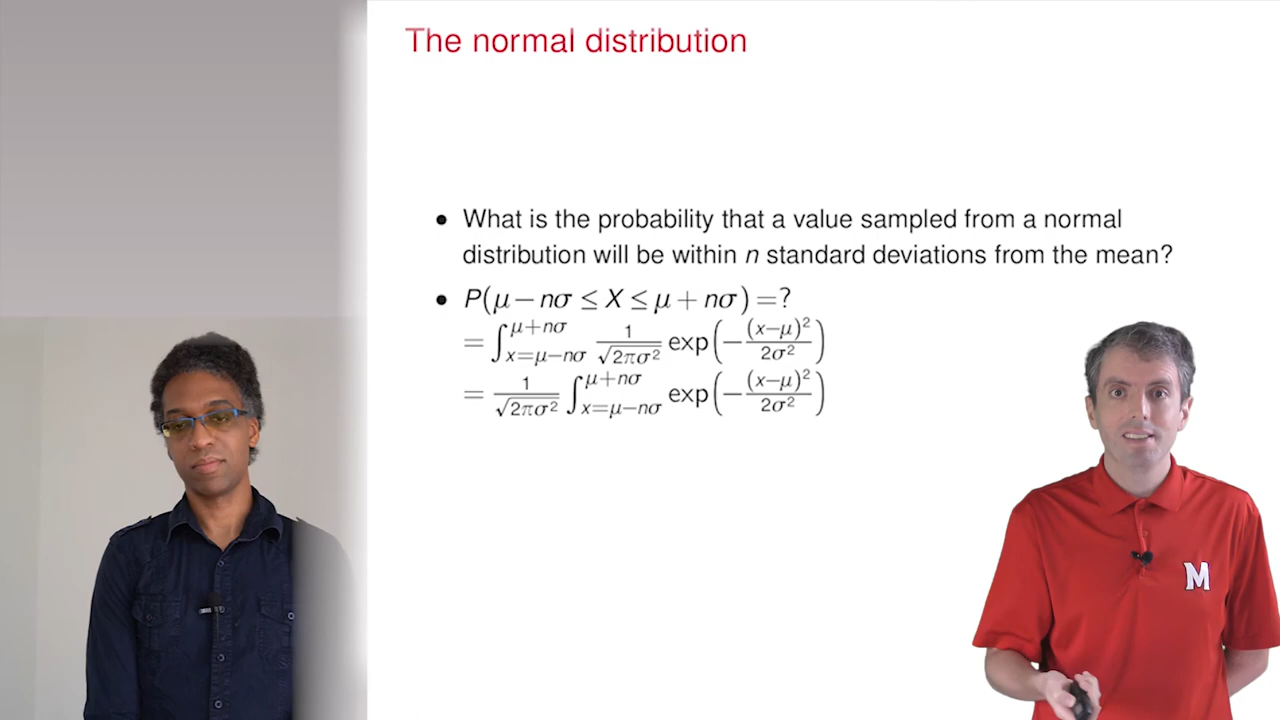 The normal distribution
• What is the probability that a value sampled from a normal
distribution will be within n standard deviations from the mean?
• P(μ − nσ ≤ X ≤ μ + nσ) =?
= ∫_{x=μ−nσ}^{μ+nσ} 1/√(2πσ²) exp(−(x−μ)²/2σ²)
= 1/√(2πσ²) ∫_{x=μ−nσ}^{μ+nσ} exp(−(x−μ)²/2σ²)
M